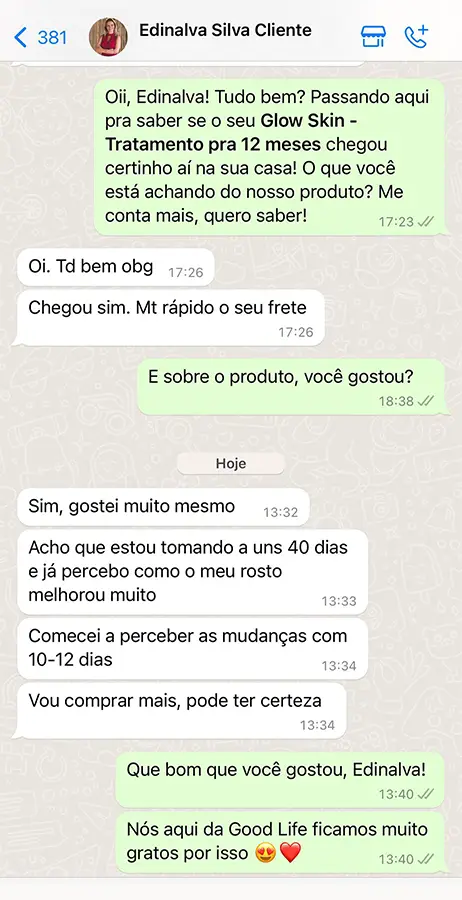 381
Edinalva Silva Cliente
Oii, Edinalva! Tudo bem? Passando aqui
pra saber se o seu Glow Skin -
Tratamento pra 12 meses chegou
certinho aí na sua casa! O que você
está achando do nosso produto? Me
conta mais, quero saber!
17:23
Oi. Td bem obg
17:26
Chegou sim. Mt rápido o seu frete
17:26
E sobre o produto, você gostou?
18:38
Hoje
Sim, gostei muito mesmo
13:32
Acho que estou tomando a uns 40 dias
e já percebo como o meu rosto
melhorou muito
13:33
Comecei a perceber as mudanças com
10-12 dias
13:34
Vou comprar mais, pode ter certeza
13:34
Que bom que você gostou, Edinalva!
13:40
Nós aqui da Good Life ficamos muito
gratos por isso 😍❤️
13:40